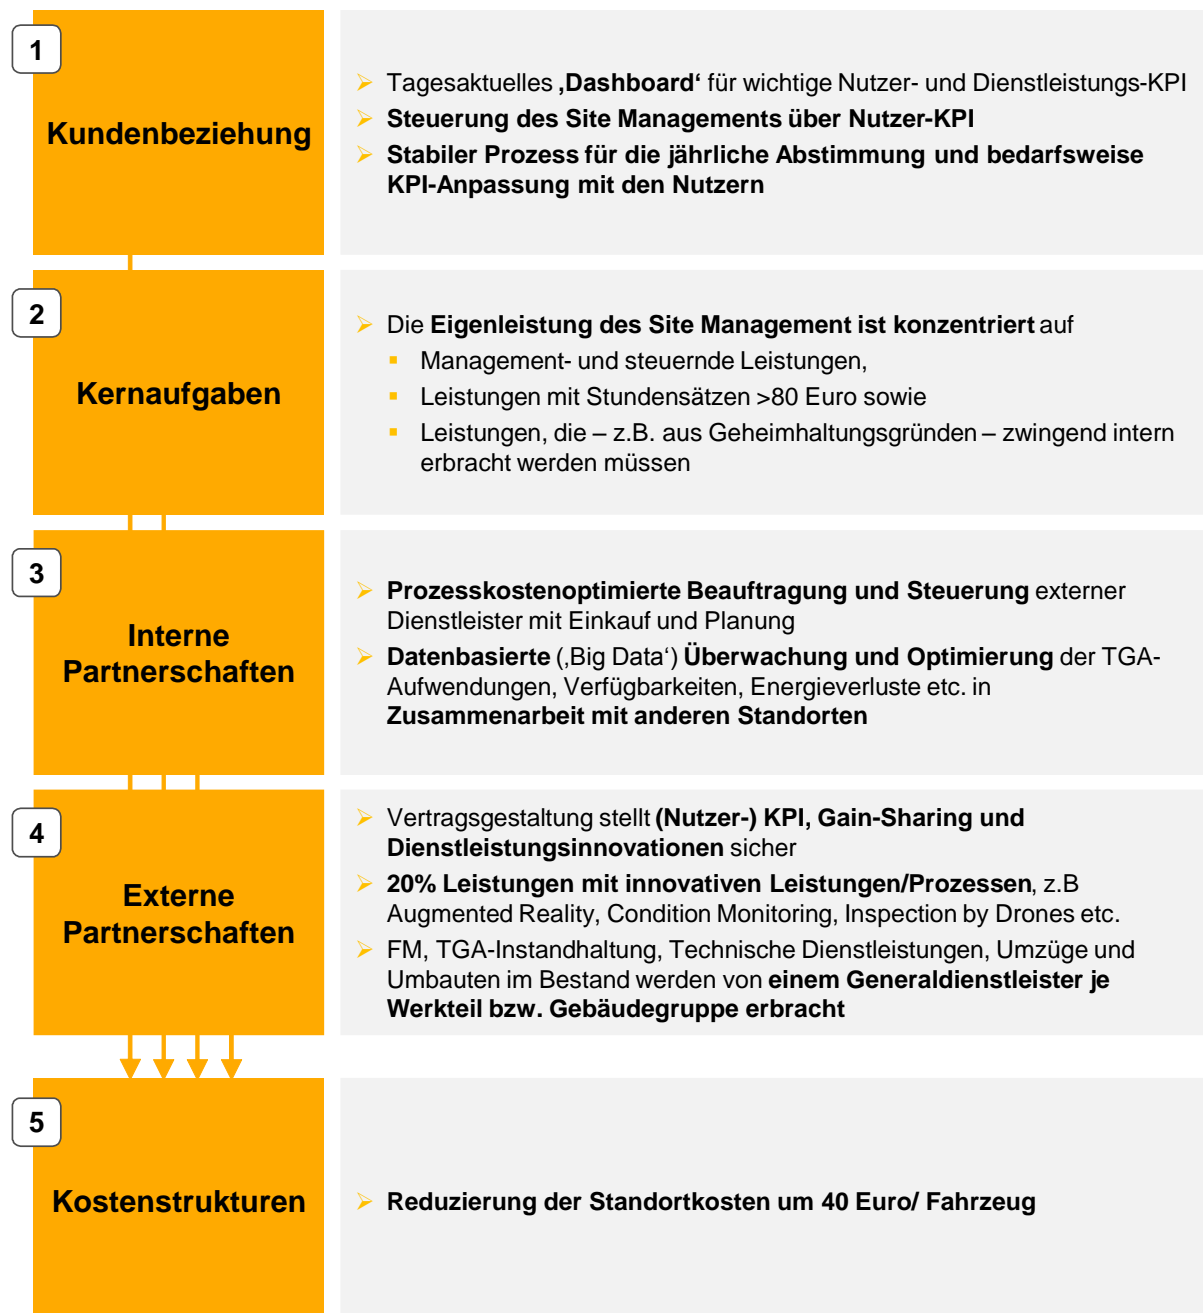 1
Kundenbeziehung
➢ Tagesaktuelles ‚Dashboard‘ für wichtige Nutzer- und Dienstleistungs-KPI
➢ Steuerung des Site Managements über Nutzer-KPI
➢ Stabiler Prozess für die jährliche Abstimmung und bedarfsweise
KPI-Anpassung mit den Nutzern
2
Kernaufgaben
➢ Die Eigenleistung des Site Management ist konzentriert auf
▪ Management- und steuernde Leistungen,
▪ Leistungen mit Stundensätzen >80 Euro sowie
▪ Leistungen, die – z.B. aus Geheimhaltungsgründen – zwingend intern
erbracht werden müssen
3
Interne
Partnerschaften
➢ Prozesskostenoptimierte Beauftragung und Steuerung externer
Dienstleister mit Einkauf und Planung
➢ Datenbasierte (‚Big Data‘) Überwachung und Optimierung der TGA-
Aufwendungen, Verfügbarkeiten, Energieverluste etc. in
Zusammenarbeit mit anderen Standorten
4
Externe
Partnerschaften
➢ Vertragsgestaltung stellt (Nutzer-) KPI, Gain-Sharing und
Dienstleistungsinnovationen sicher
➢ 20% Leistungen mit innovativen Leistungen/Prozessen, z.B
Augmented Reality, Condition Monitoring, Inspection by Drones etc.
➢ FM, TGA-Instandhaltung, Technische Dienstleistungen, Umzüge und
Umbauten im Bestand werden von einem Generaldienstleister je
Werkteil bzw. Gebäudegruppe erbracht
5
Kostenstrukturen
➢ Reduzierung der Standortkosten um 40 Euro/ Fahrzeug